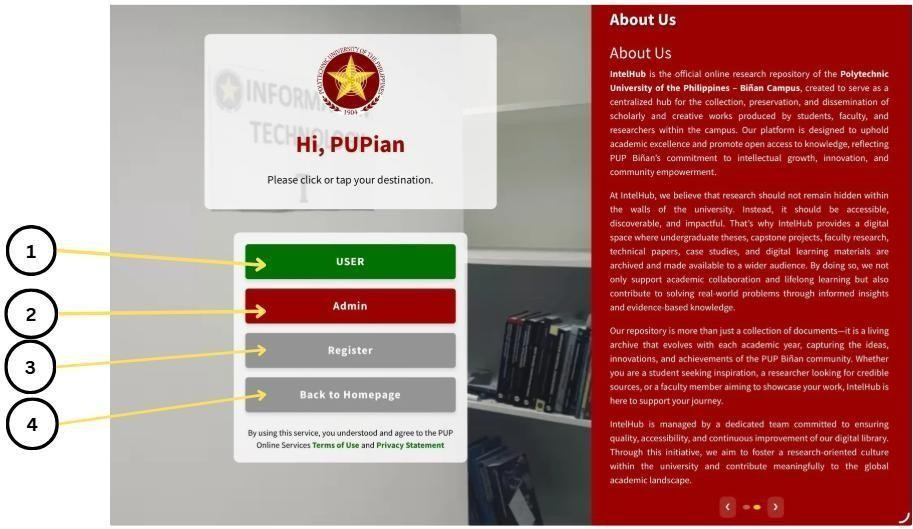 1
2
3
4
POLYTECHNIC UNIVERSITY OF THE PHILIPPINES
1904
INFORM
TECHNOLOGY
Hi, PUPian
Please click or tap your destination.
USER
Admin
Register
Back to Homepage
By using this service, you understood and agree to the PUP
Online Services Terms of Use and Privacy Statement
About Us
About Us
IntelHub is the official online research repository of the Polytechnic
University of the Philippines – Biñan Campus, created to serve as a
centralized hub for the collection, preservation, and dissemination of
scholarly and creative works produced by students, faculty, and
researchers within the campus. Our platform is designed to uphold
academic excellence and promote open access to knowledge, reflecting
PUP Biñan's commitment to intellectual growth, innovation, and
community empowerment.
At IntelHub, we believe that research should not remain hidden within
the walls of the university. Instead, it should be accessible,
discoverable, and impactful. That's why IntelHub provides a digital
space where undergraduate theses, capstone projects, faculty research,
technical papers, case studies, and digital learning materials are
archived and made available to a wider audience. By doing so, we not
only support academic collaboration and lifelong learning but also
contribute to solving real-world problems through informed insights
and evidence-based knowledge.
Our repository is more than just a collection of documents—it is a living
archive that evolves with each academic year, capturing the ideas,
innovations, and achievements of the PUP Biñan community. Whether
you are a student seeking inspiration, a researcher looking for credible
sources, or a faculty member aiming to showcase your work, IntelHub is
here to support your journey.
IntelHub is managed by a dedicated team committed to ensuring
quality, accessibility, and continuous improvement of our digital library.
Through this initiative, we aim to foster a research-oriented culture
within the university and contribute meaningfully to the global
academic landscape.